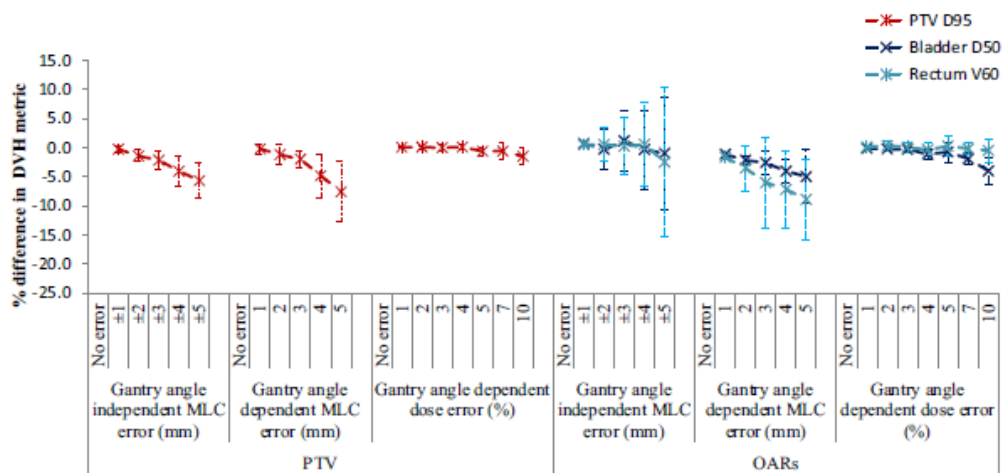 PTV D95
Bladder D50
Rectum V60
% difference in DVH metric
15.0
10.0
5.0
0.0
-5.0
-10.0
-15.0
-20.0
-25.0
No error
±1
±2
±3
±4
±5
No error
1
2
3
4
5
No error
1
2
3
4
5
7
10
No error
±1
±2
±3
±4
±5
No error
1
2
3
4
5
No error
1
2
3
4
5
7
10
Gantry angle
independent MLC
error (mm)
Gantry angle
dependent MLC
error (mm)
Gantry angle dependent
dose error (%)
Gantry angle
independent MLC
error (mm)
Gantry angle
dependent MLC
error (mm)
Gantry angle
dependent dose error
(%)
PTV
OARs